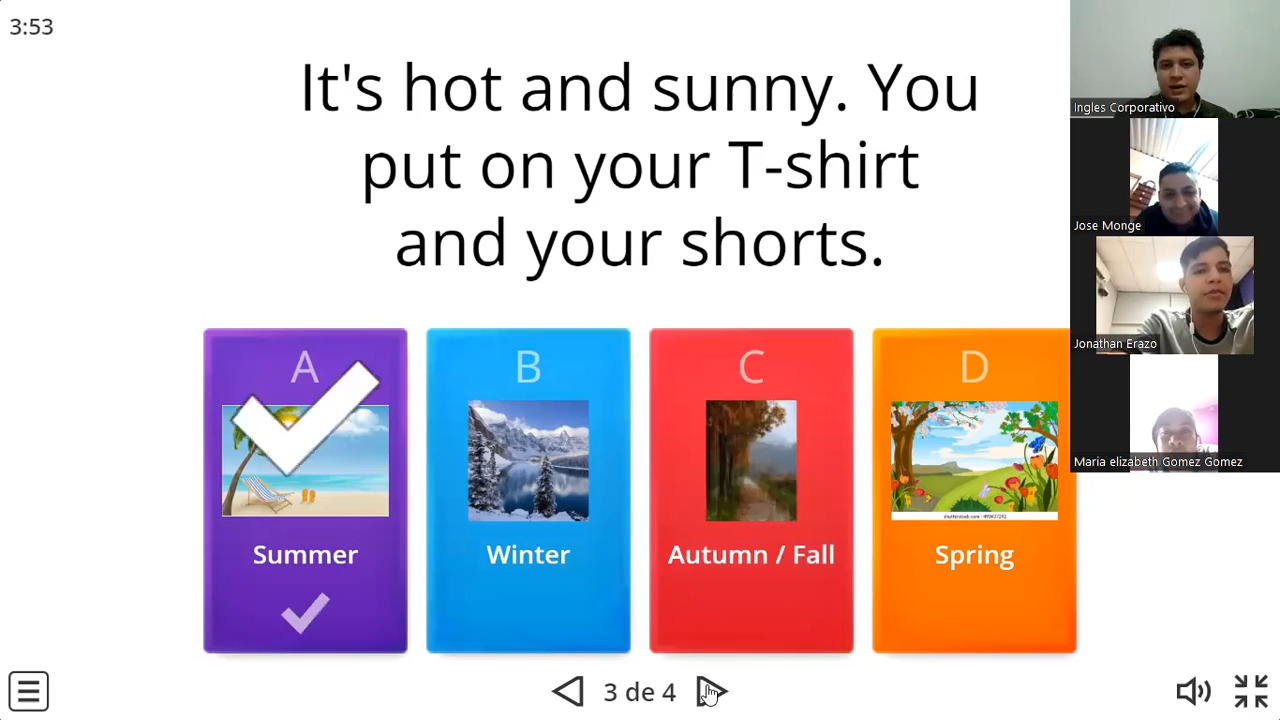 3:53
It's hot and sunny. You
put on your T-shirt
and your shorts.
A
B
C
D
Summer
Winter
Autumn / Fall
Spring
3 de 4
Ingles Corporativo
Jose Monge
Jonathan Erazo
Maria elizabeth Gomez Gomez